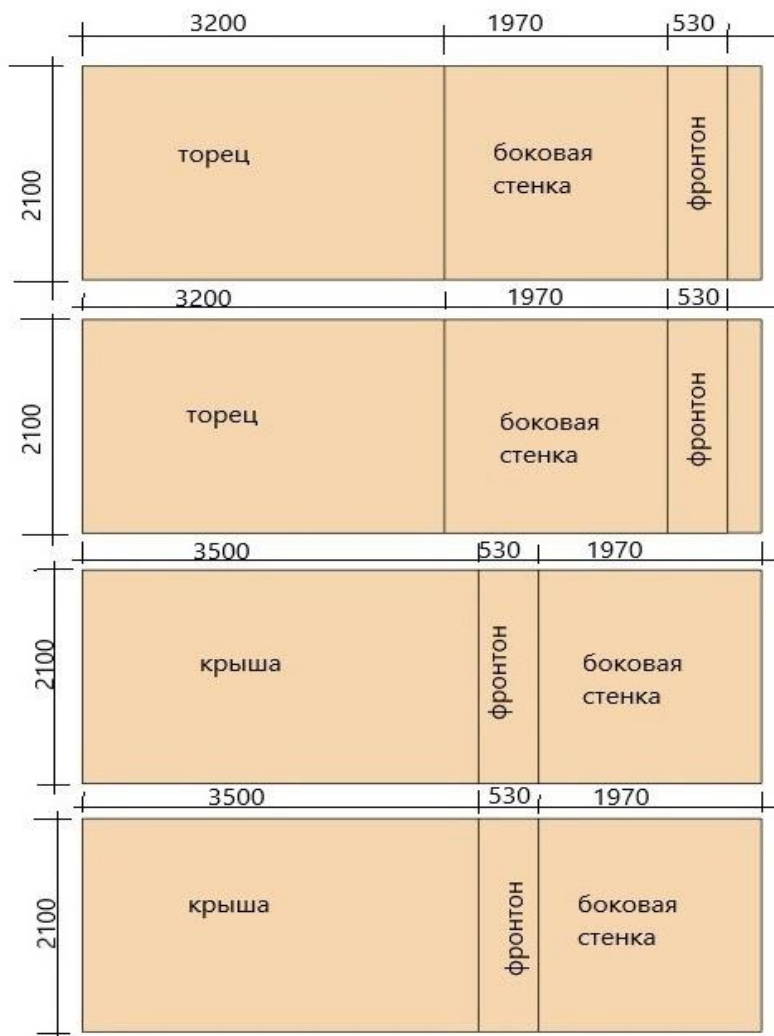 3200 1970 530
2100
торец
боковая
стенка
фронтон
3200 1970 530
2100
торец
боковая
стенка
фронтон
3500 530 1970
2100
крыша
фронтон
боковая
стенка
3500 530 1970
2100
крыша
фронтон
боковая
стенка